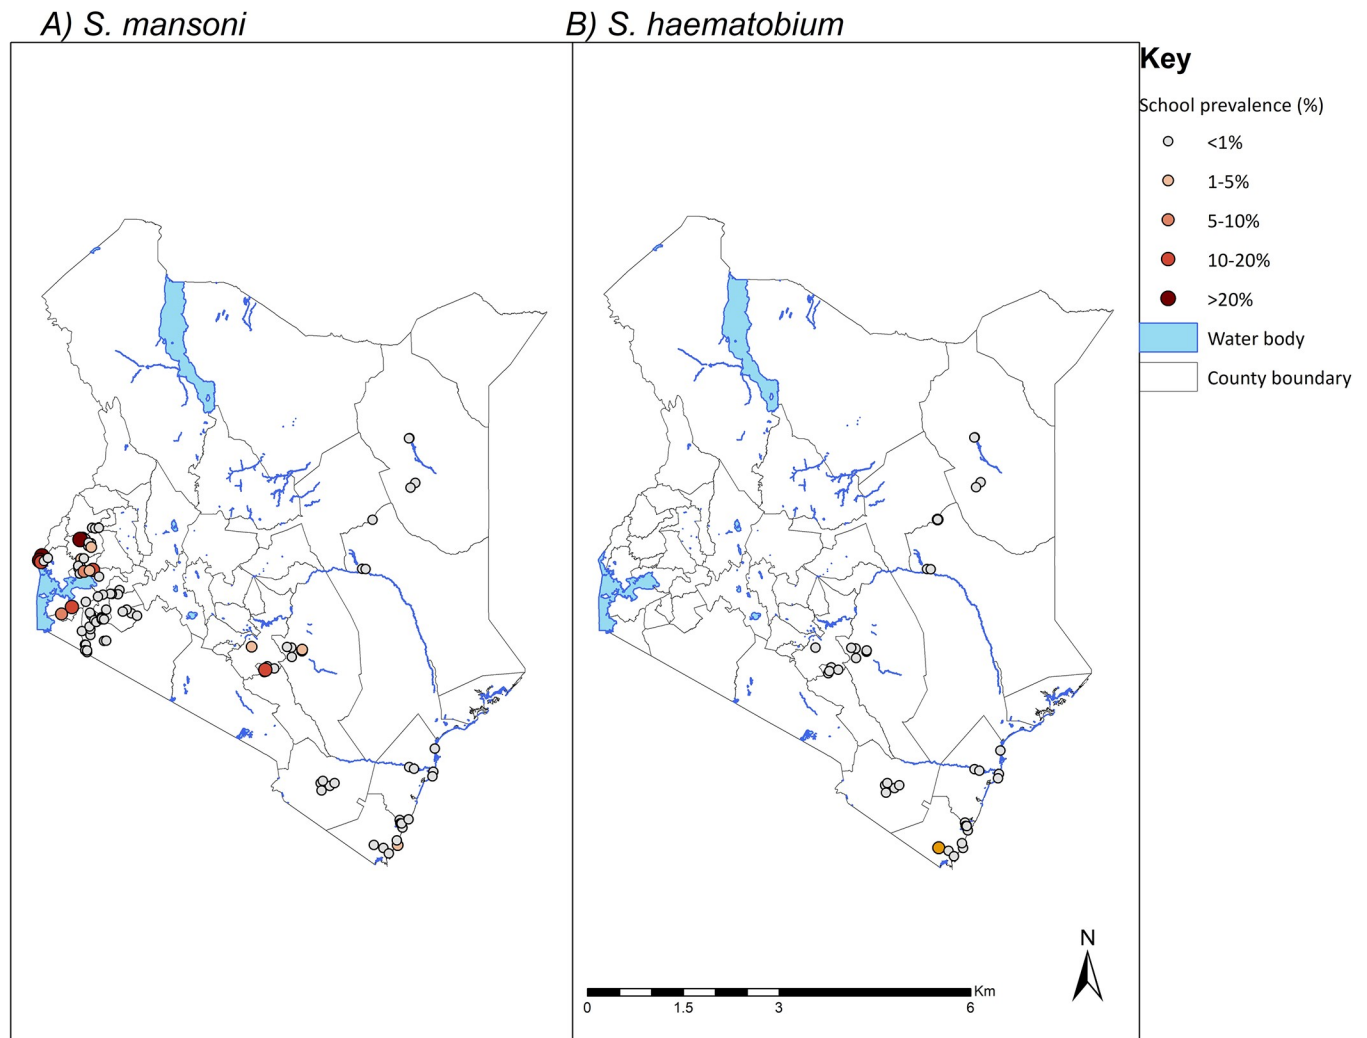 A) S. mansoni
B) S. haematobium
Key
School prevalence (%)
<1%
1-5%
5-10%
10-20%
>20%
Water body
County boundary
N
Km
0 1.5 3 6